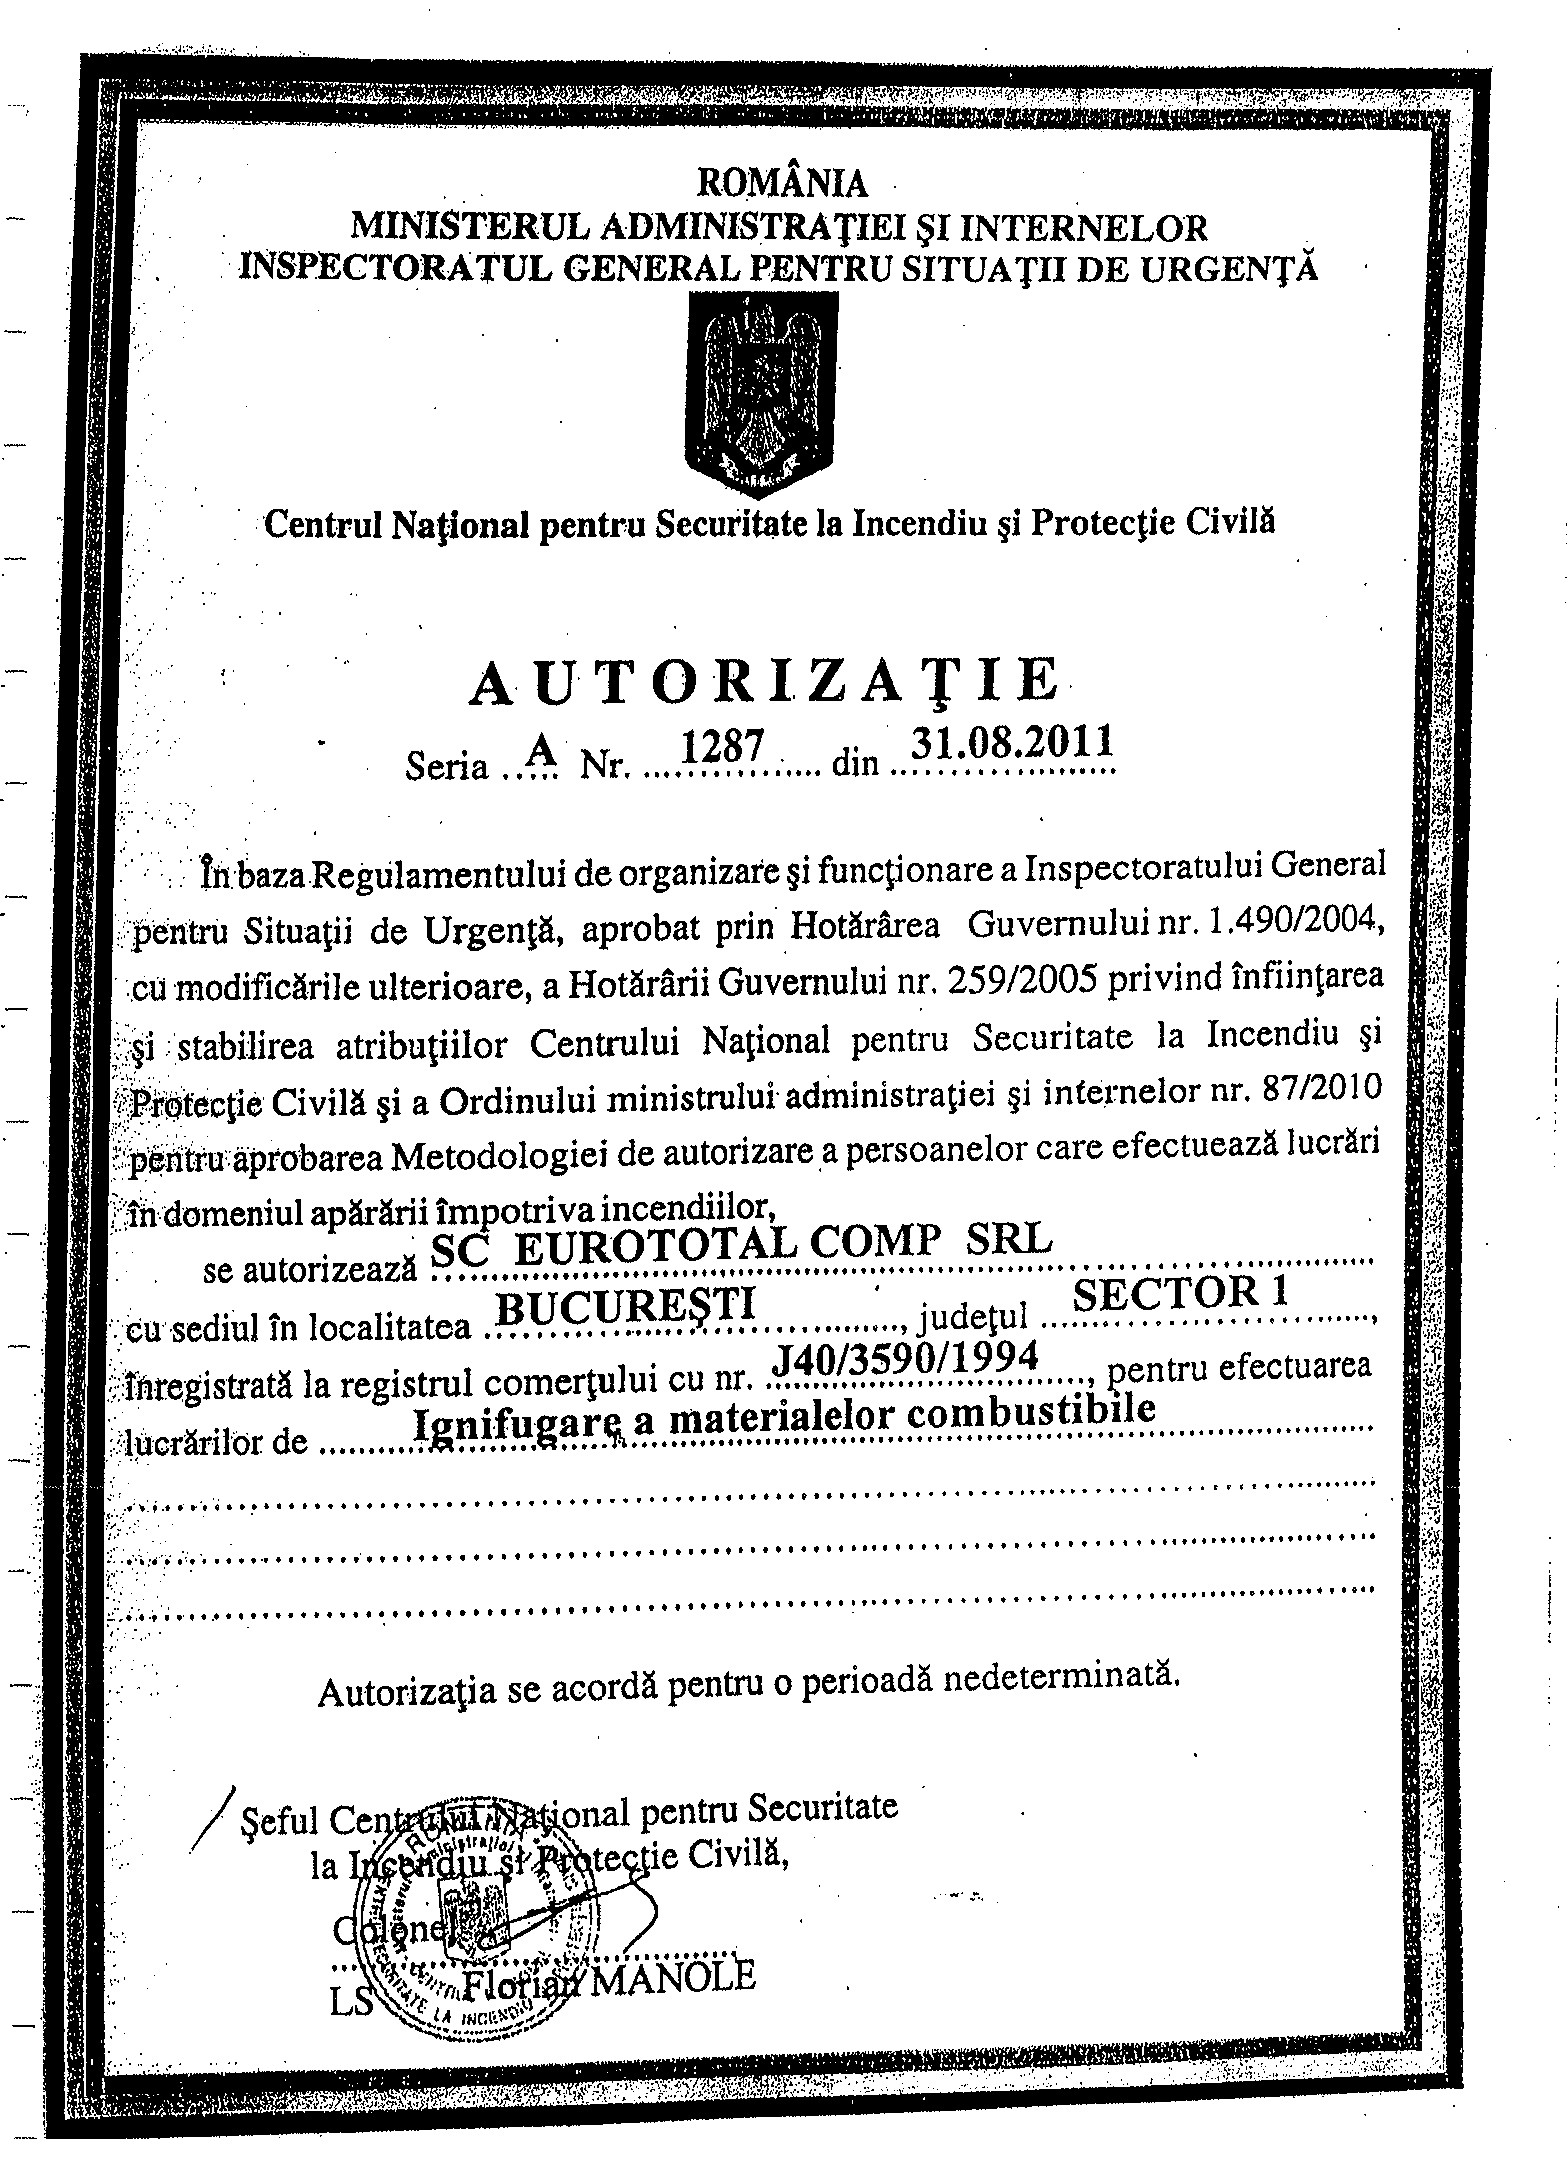 ROMÂNIA
MINISTERUL ADMINISTRAŢIEI ŞI INTERNELOR
INSPECTORATUL GENERAL PENTRU SITUAŢII DE URGENŢĂ
Centrul Naţional pentru Securitate la Incendiu şi Protecţie Civilă
AUTORIZAŢIE
Seria ..A.. Nr. ....1287.... din ....31.08.2011....
În baza Regulamentului de organizare şi funcţionare a Inspectoratului General
pentru Situaţii de Urgenţă, aprobat prin Hotărârea Guvernului nr. 1.490/2004,
cu modificările ulterioare, a Hotărârii Guvernului nr. 259/2005 privind înfiinţarea
şi stabilirea atribuţiilor Centrului Naţional pentru Securitate la Incendiu şi
Protecţie Civilă şi a Ordinului ministrului administraţiei şi internelor nr. 87/2010
pentru aprobarea Metodologiei de autorizare a persoanelor care efectuează lucrări
în domeniul apărării împotriva incendiilor,
se autorizează SC EUROTOTAL COMP SRL
cu sediul în localitatea BUCUREŞTI, judeţul SECTOR 1,
înregistrată la registrul comerţului cu nr. J40/3590/1994, pentru efectuarea
lucrărilor de Ignifugare a materialelor combustibile
Autorizaţia se acordă pentru o perioadă nedeterminată.
Şeful Centrului Naţional pentru Securitate
la Incendiu şi Protecţie Civilă,
Colonel
Florian MANOLE
LS
ROMÂNIA
LA INCENDIU